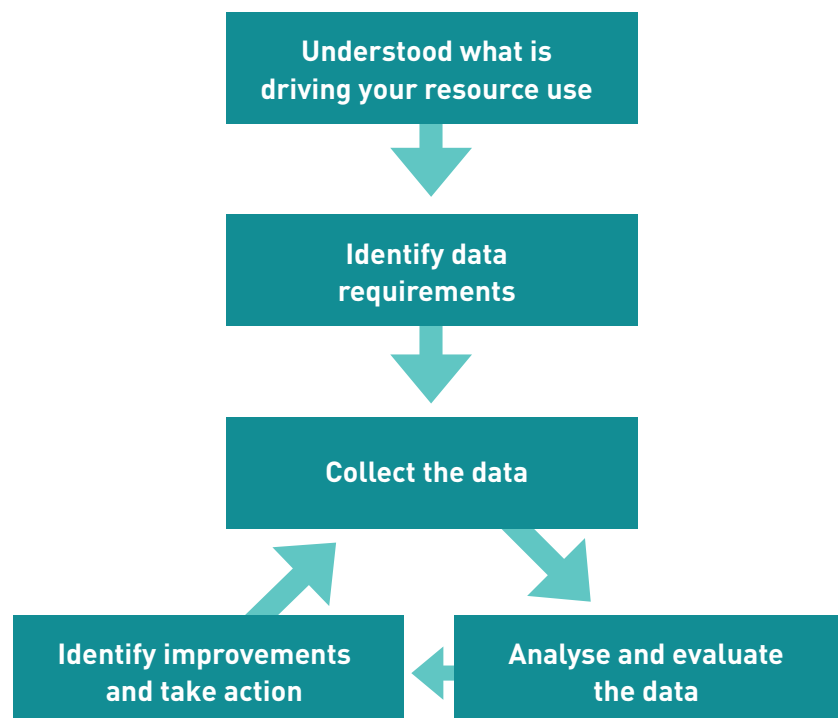 Understood what is
driving your resource use
Identify data
requirements
Collect the data
Identify improvements
and take action
Analyse and evaluate
the data